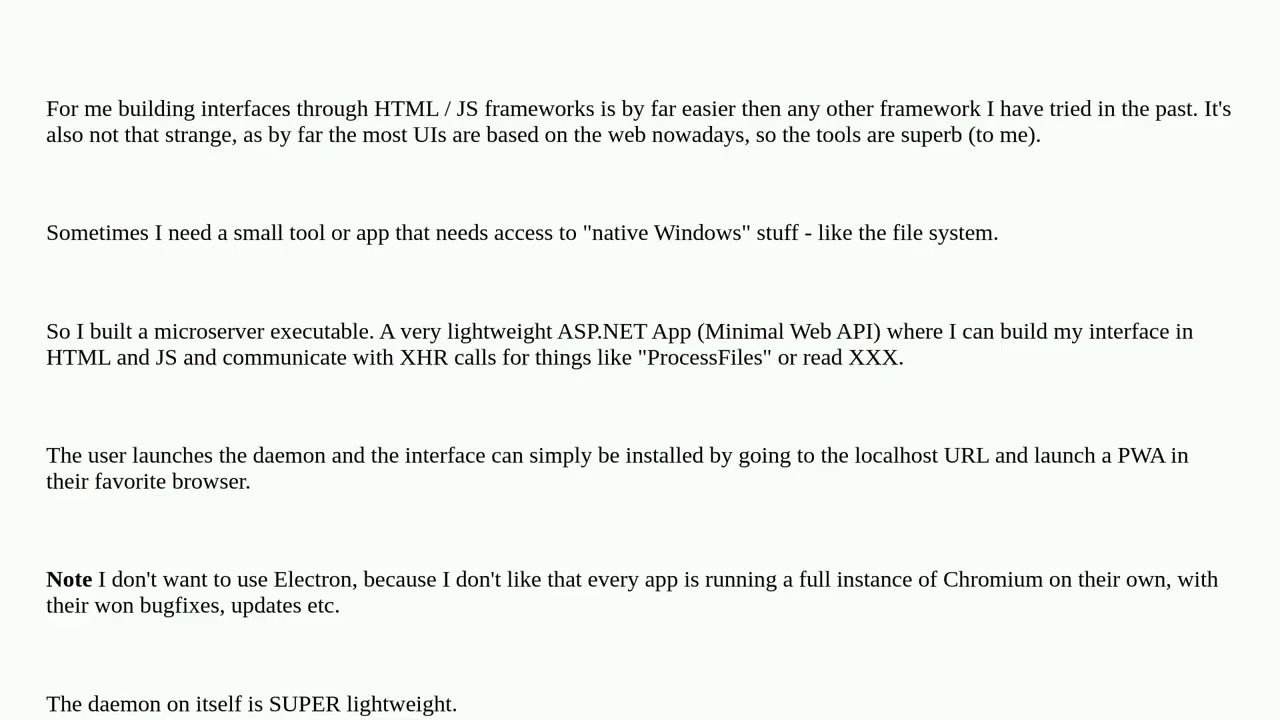 For me building interfaces through HTML / JS frameworks is by far easier then any other framework I have tried in the past. It's
also not that strange, as by far the most UIs are based on the web nowadays, so the tools are superb (to me).
Sometimes I need a small tool or app that needs access to "native Windows" stuff - like the file system.
So I built a microserver executable. A very lightweight ASP.NET App (Minimal Web API) where I can build my interface in
HTML and JS and communicate with XHR calls for things like "ProcessFiles" or read XXX.
The user launches the daemon and the interface can simply be installed by going to the localhost URL and launch a PWA in
their favorite browser.
Note I don't want to use Electron, because I don't like that every app is running a full instance of Chromium on their own, with
their won bugfixes, updates etc.
The daemon on itself is SUPER lightweight.